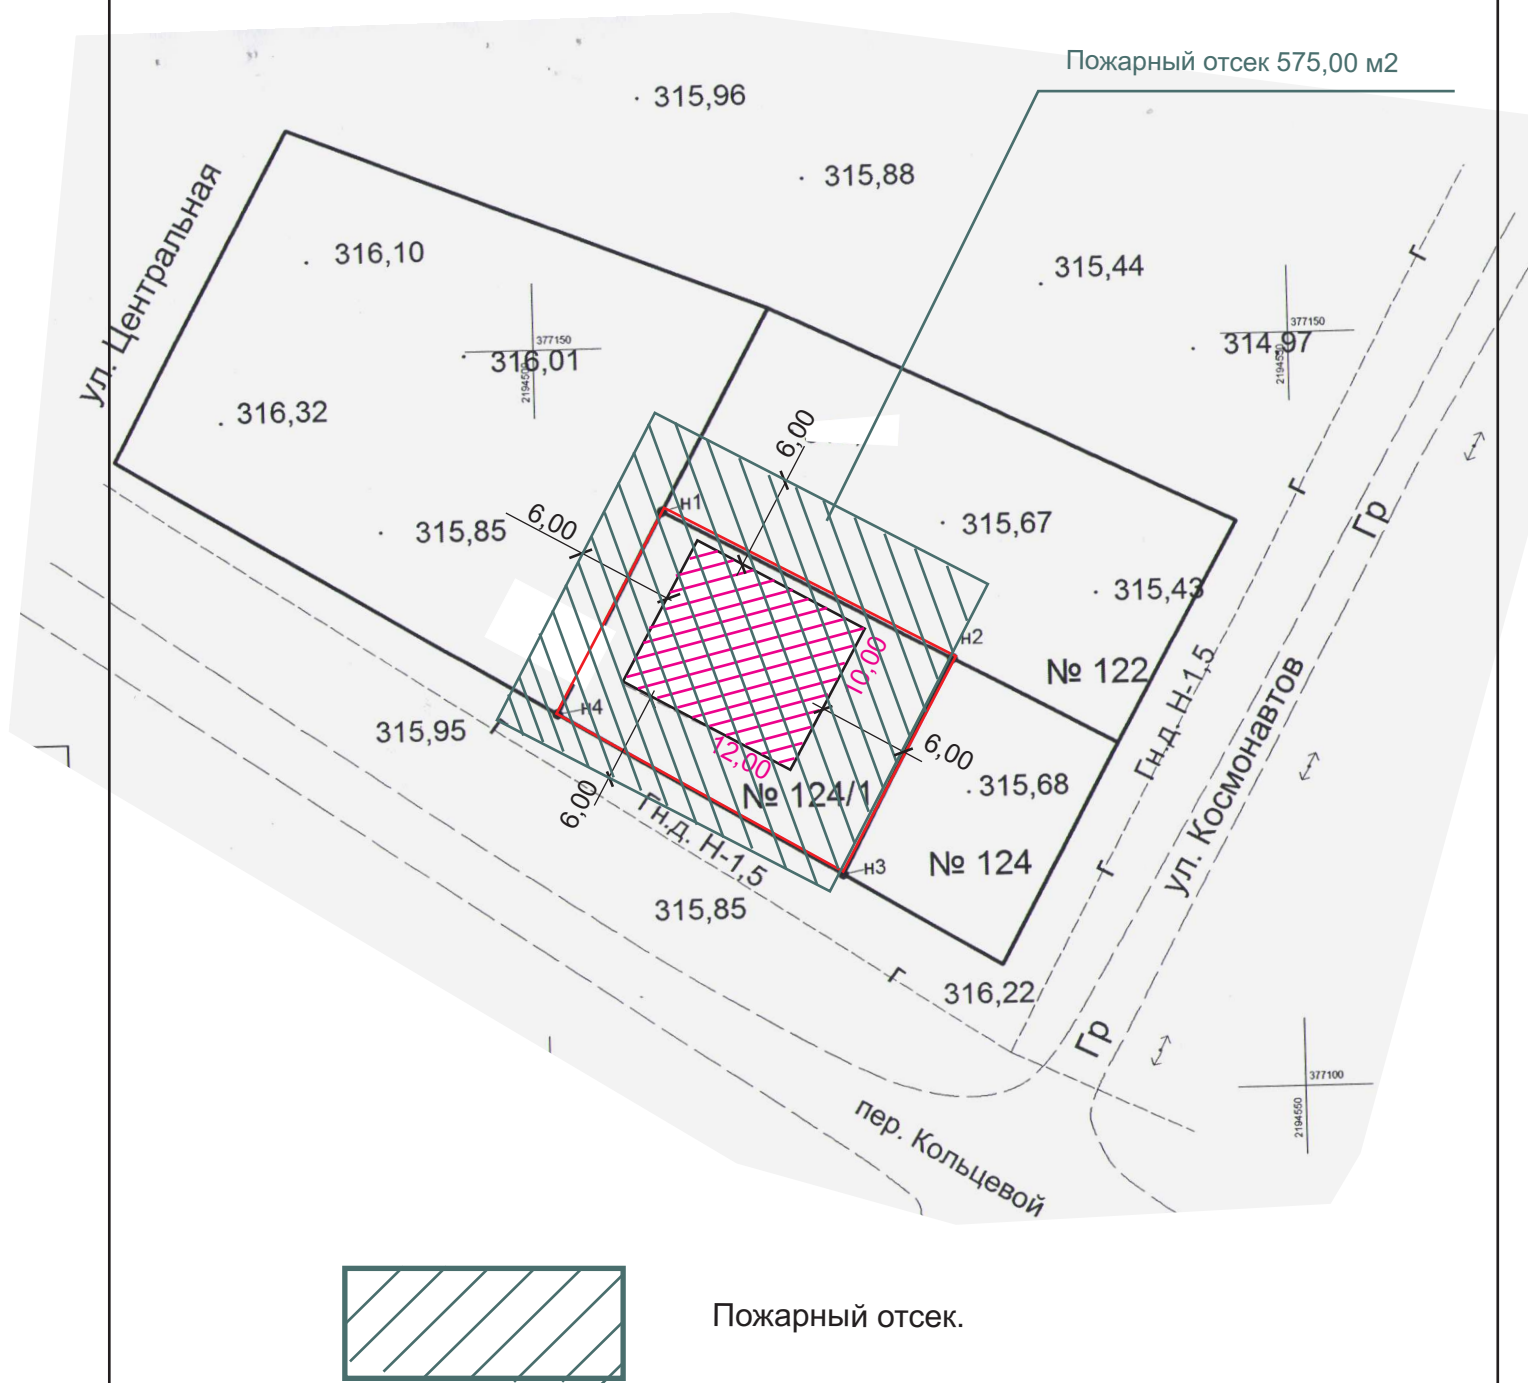 Пожарный отсек 575,00 м2
315,96
315,88
ул. Центральная
316,10
315,44
377150
2194500
316,01
377150
2194550
314,97
Г
316,32
6,00
Г
Гр
6,00
н1
315,85
315,67
315,43
н2
10,00
№ 122
Гн.д. Н-1,5
ул. Космонавтов
н4
315,95
Г
12,00
6,00
315,68
6,00
№ 124/1
Гн.д. Н-1,5
н3
№ 124
Г
315,85
Г
316,22
Гр
377100
2194550
пер. Кольцевой
Пожарный отсек.